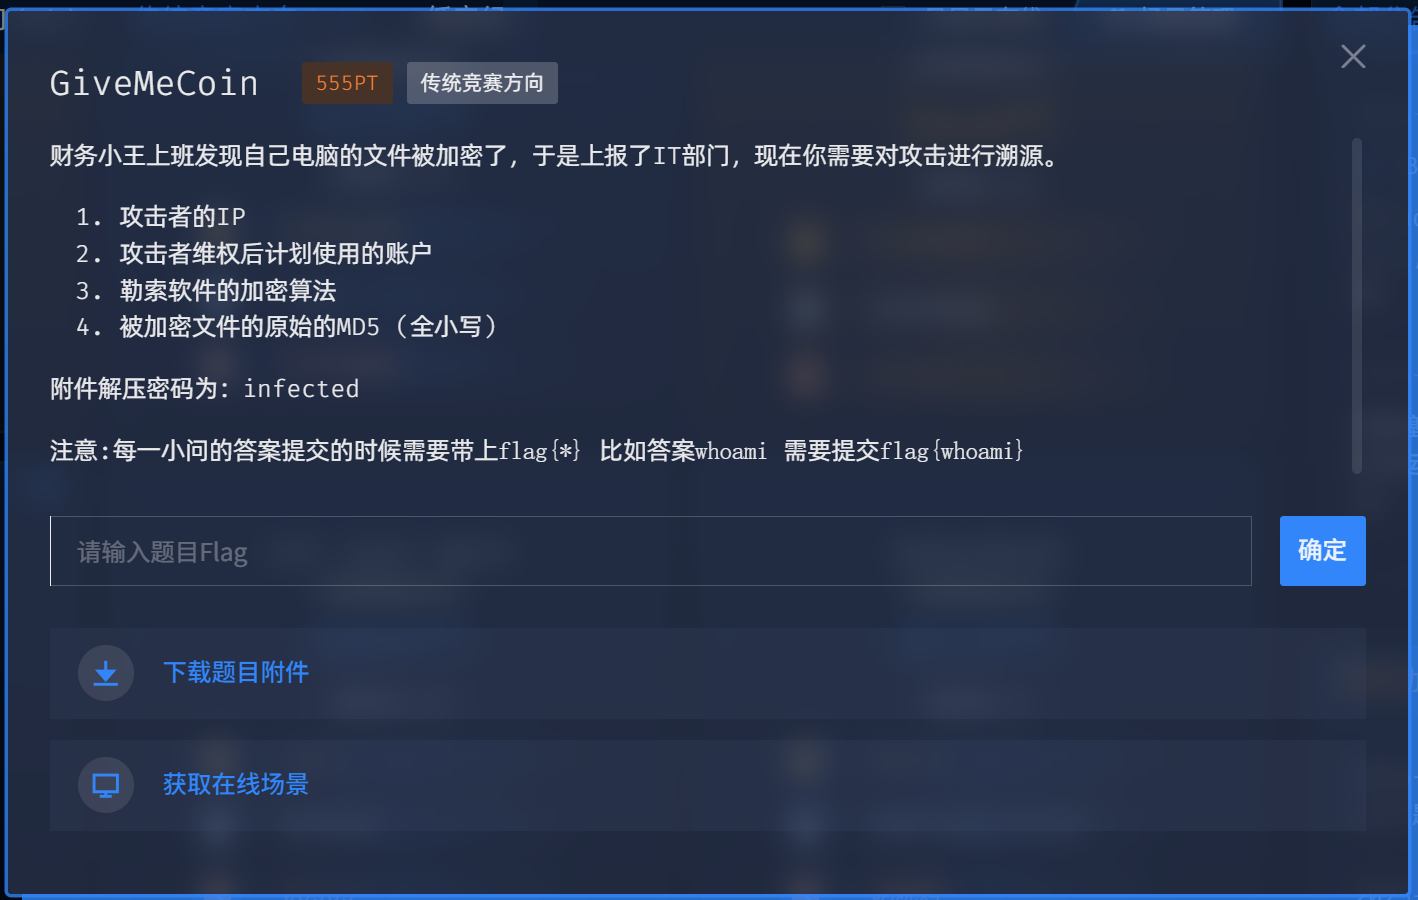 GiveMeCoin 555PT 传统竞赛方向
财务小王上班发现自己电脑的文件被加密了，于是上报了IT部门，现在你需要对攻击进行溯源。
1. 攻击者的IP
2. 攻击者维权后计划使用的账户
3. 勒索软件的加密算法
4. 被加密文件的原始的MD5（全小写）
附件解压密码为：infected
注意:每一小问的答案提交的时候需要带上flag{*} 比如答案whoami 需要提交flag{whoami}
请输入题目Flag 确定
下载题目附件
获取在线场景